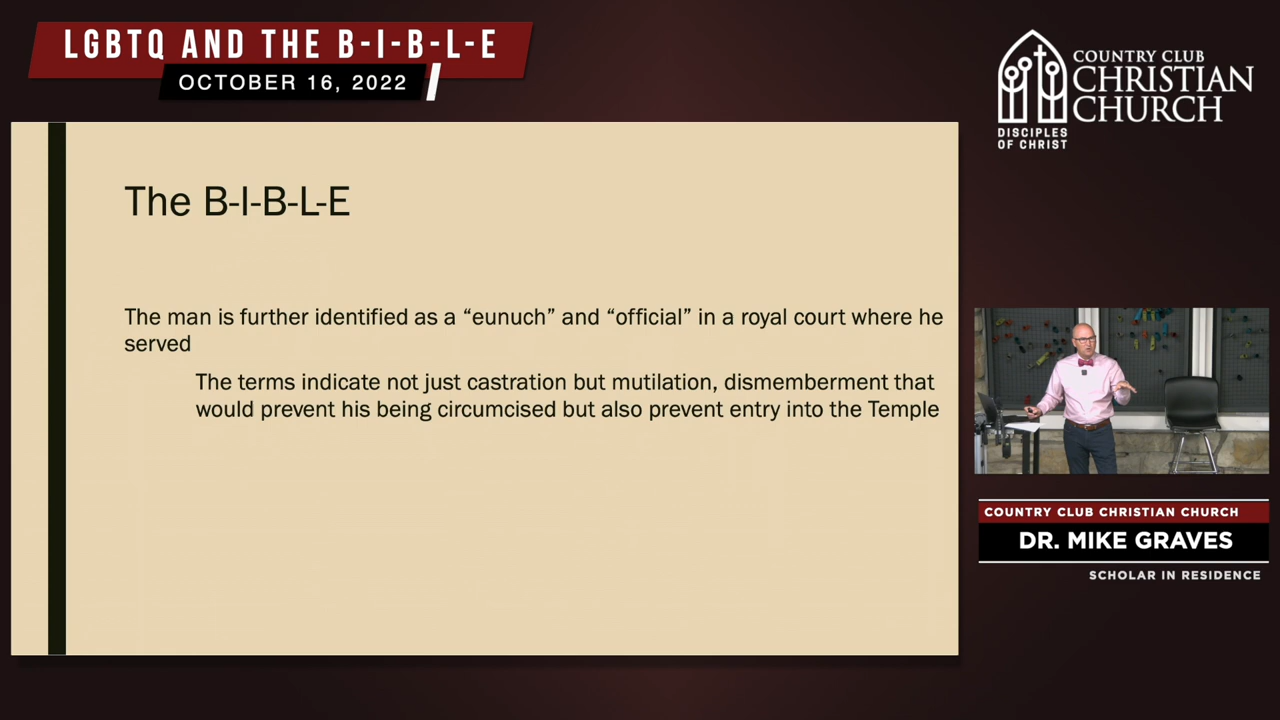 LGBTQ AND THE B-I-B-L-E
OCTOBER 16, 2022
COUNTRY CLUB
CHRISTIAN
CHURCH
DISCIPLES
OF CHRIST
The B-I-B-L-E
The man is further identified as a “eunuch” and “official” in a royal court where he
served
The terms indicate not just castration but mutilation, dismemberment that
would prevent his being circumcised but also prevent entry into the Temple
COUNTRY CLUB CHRISTIAN CHURCH
DR. MIKE GRAVES
SCHOLAR IN RESIDENCE